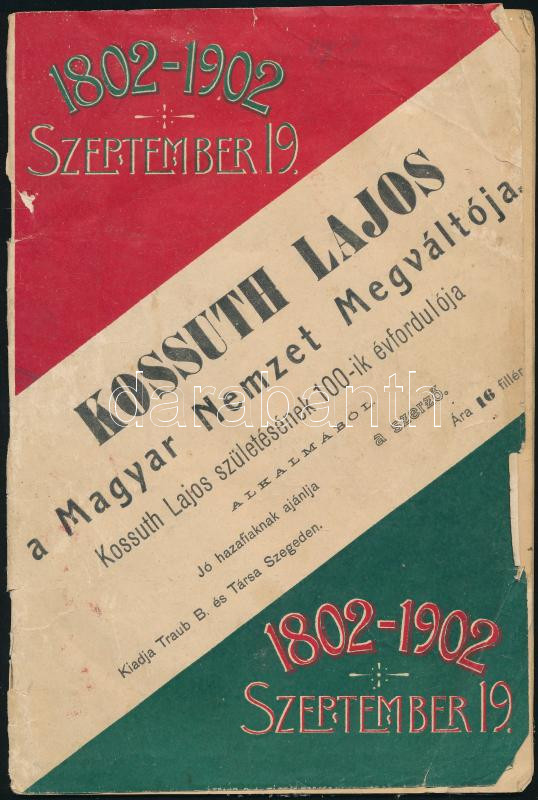 1802-1902
SZEPTEMBER 19.
KOSSUTH LAJOS
a Magyar Nemzet Megváltója.
Kossuth Lajos születésének 100-ik évfordulója
ALKALMÁBÓL
Jó hazafiaknak ajánlja
a szerző.
Ára 16 fillér
Kiadja Traub B. és Társa Szegeden.
darabanth
1802-1902
SZEPTEMBER 19.